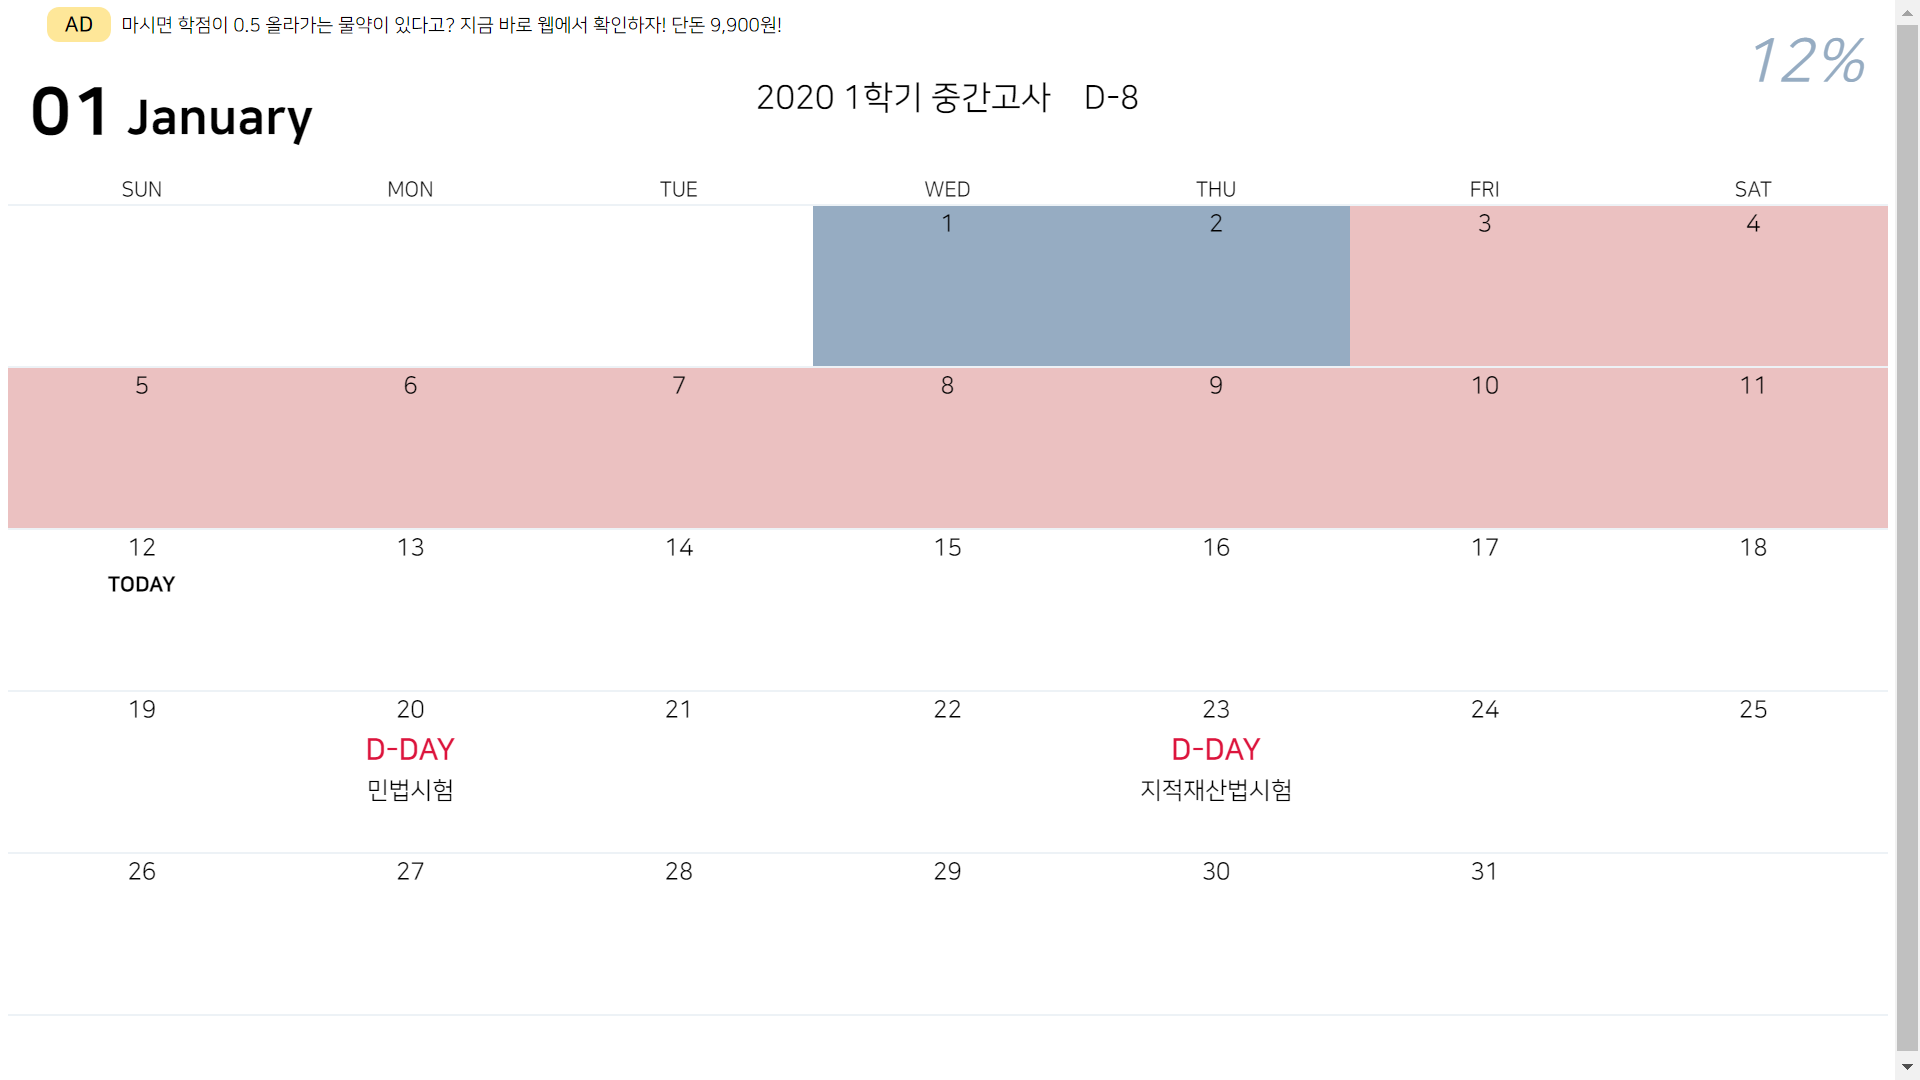 AD 마시면 학점이 0.5 올라가는 물약이 있다고? 지금 바로 웹에서 확인하자! 단돈 9,900원!
12%
01 January
2020 1학기 중간고사 D-8
SUN MON TUE WED THU FRI SAT
1 2 3 4
5 6 7 8 9 10 11
12 13 14 15 16 17 18
TODAY
19 20 21 22 23 24 25
D-DAY D-DAY
민법시험 지적재산법시험
26 27 28 29 30 31